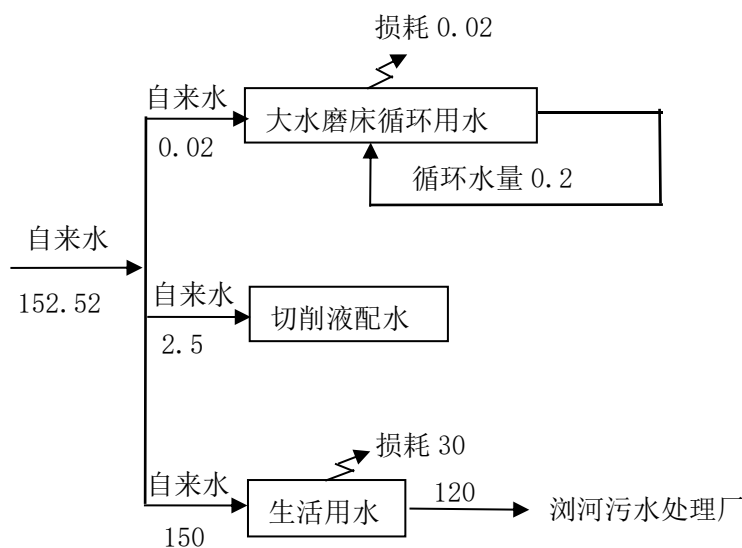 损耗 0.02
自来水
大水磨床循环用水
0.02
循环水量 0.2
自来水
152.52
自来水
切削液配水
2.5
损耗 30
自来水
120
生活用水
浏河污水处理厂
150